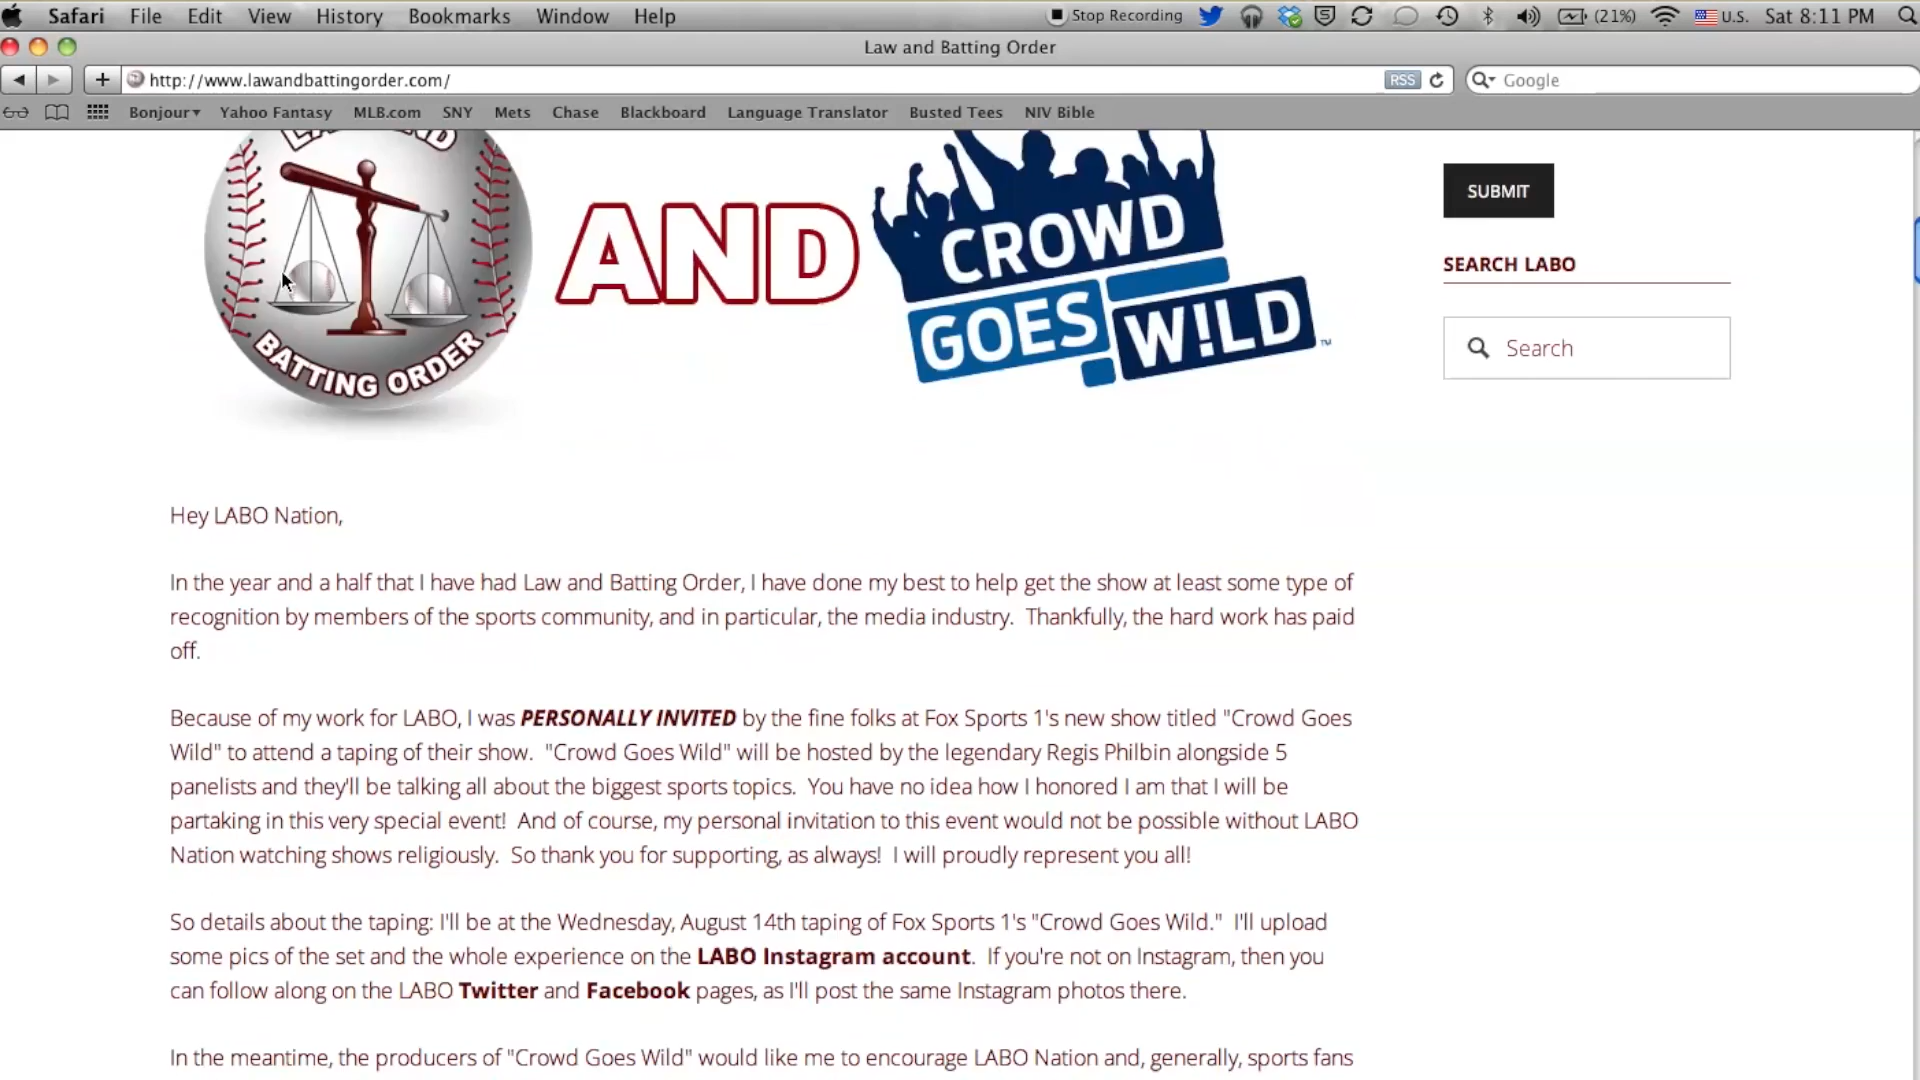 Safari File Edit View History Bookmarks Window Help Stop Recording (21%) U.S. Sat 8:11 PM
Law and Batting Order
http://www.lawandbattingorder.com/ RSS Google
Bonjour▾ Yahoo Fantasy MLB.com SNY Mets Chase Blackboard Language Translator Busted Tees NIV Bible
BATTING ORDER
AND
CROWD
GOES
W!LD™
SUBMIT
SEARCH LABO
Search
Hey LABO Nation,
In the year and a half that I have had Law and Batting Order, I have done my best to help get the show at least some type of
recognition by members of the sports community, and in particular, the media industry. Thankfully, the hard work has paid
off.
Because of my work for LABO, I was PERSONALLY INVITED by the fine folks at Fox Sports 1's new show titled "Crowd Goes
Wild" to attend a taping of their show. "Crowd Goes Wild" will be hosted by the legendary Regis Philbin alongside 5
panelists and they'll be talking all about the biggest sports topics. You have no idea how I honored I am that I will be
partaking in this very special event! And of course, my personal invitation to this event would not be possible without LABO
Nation watching shows religiously. So thank you for supporting, as always! I will proudly represent you all!
So details about the taping: I'll be at the Wednesday, August 14th taping of Fox Sports 1's "Crowd Goes Wild." I'll upload
some pics of the set and the whole experience on the LABO Instagram account. If you're not on Instagram, then you
can follow along on the LABO Twitter and Facebook pages, as I'll post the same Instagram photos there.
In the meantime, the producers of "Crowd Goes Wild" would like me to encourage LABO Nation and, generally, sports fans